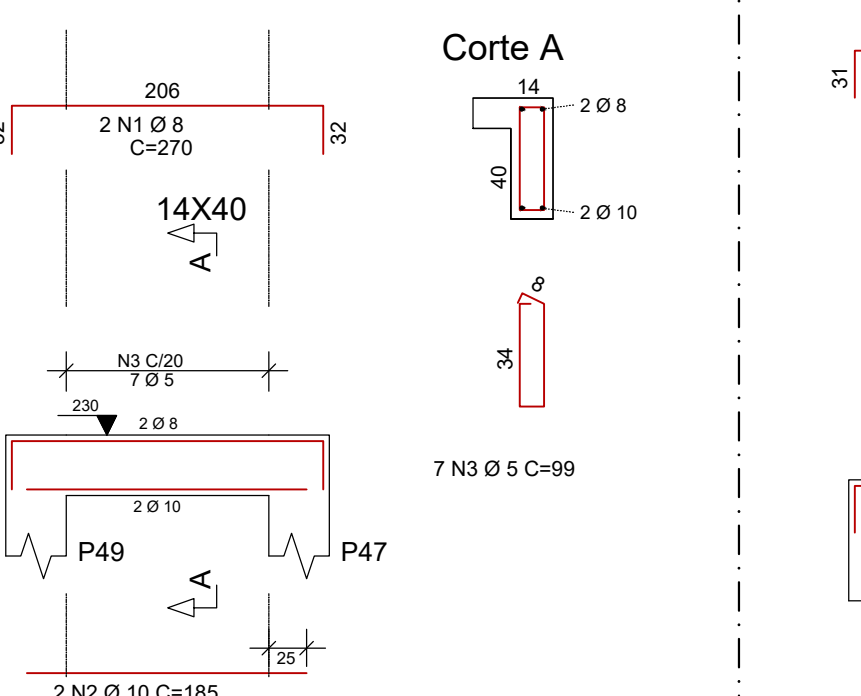 Corte A
206
2 N1 Ø 8
C=270
32
32
14X40
A
14
2 Ø 8
40
2 Ø 10
31
8
34
7 N3 Ø 5 C=99
N3 C/20
7 Ø 5
230
2 Ø 8
2 Ø 10
P49
P47
A
25
2 N2 Ø 10 C=185